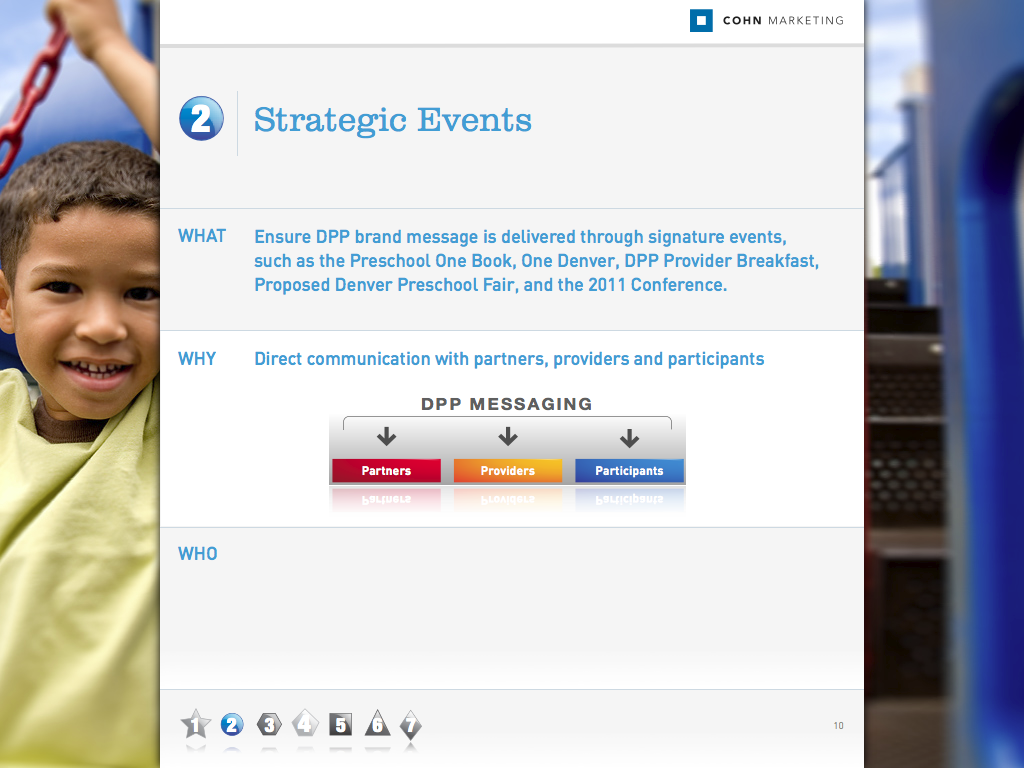 COHN MARKETING
2
Strategic Events
WHAT
Ensure DPP brand message is delivered through signature events,
such as the Preschool One Book, One Denver, DPP Provider Breakfast,
Proposed Denver Preschool Fair, and the 2011 Conference.
WHY
Direct communication with partners, providers and participants
DPP MESSAGING
Partners Providers Participants
WHO
1 2 3 4 5 6 7
10